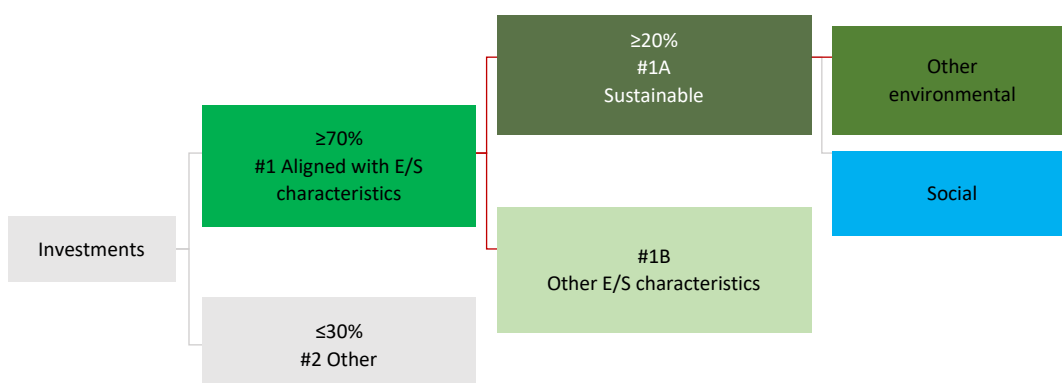 Investments
≥70%
#1 Aligned with E/S
characteristics
≤30%
#2 Other
≥20%
#1A
Sustainable
#1B
Other E/S characteristics
Other
environmental
Social